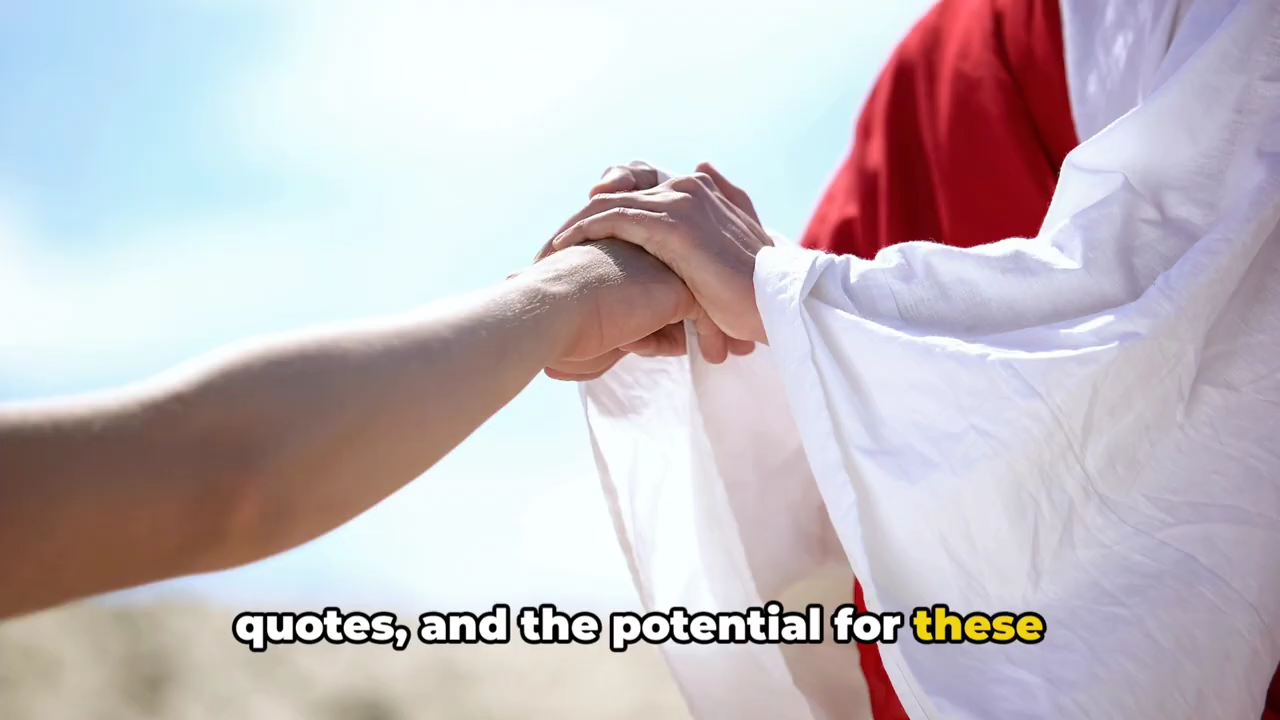 quotes, and the potential for these